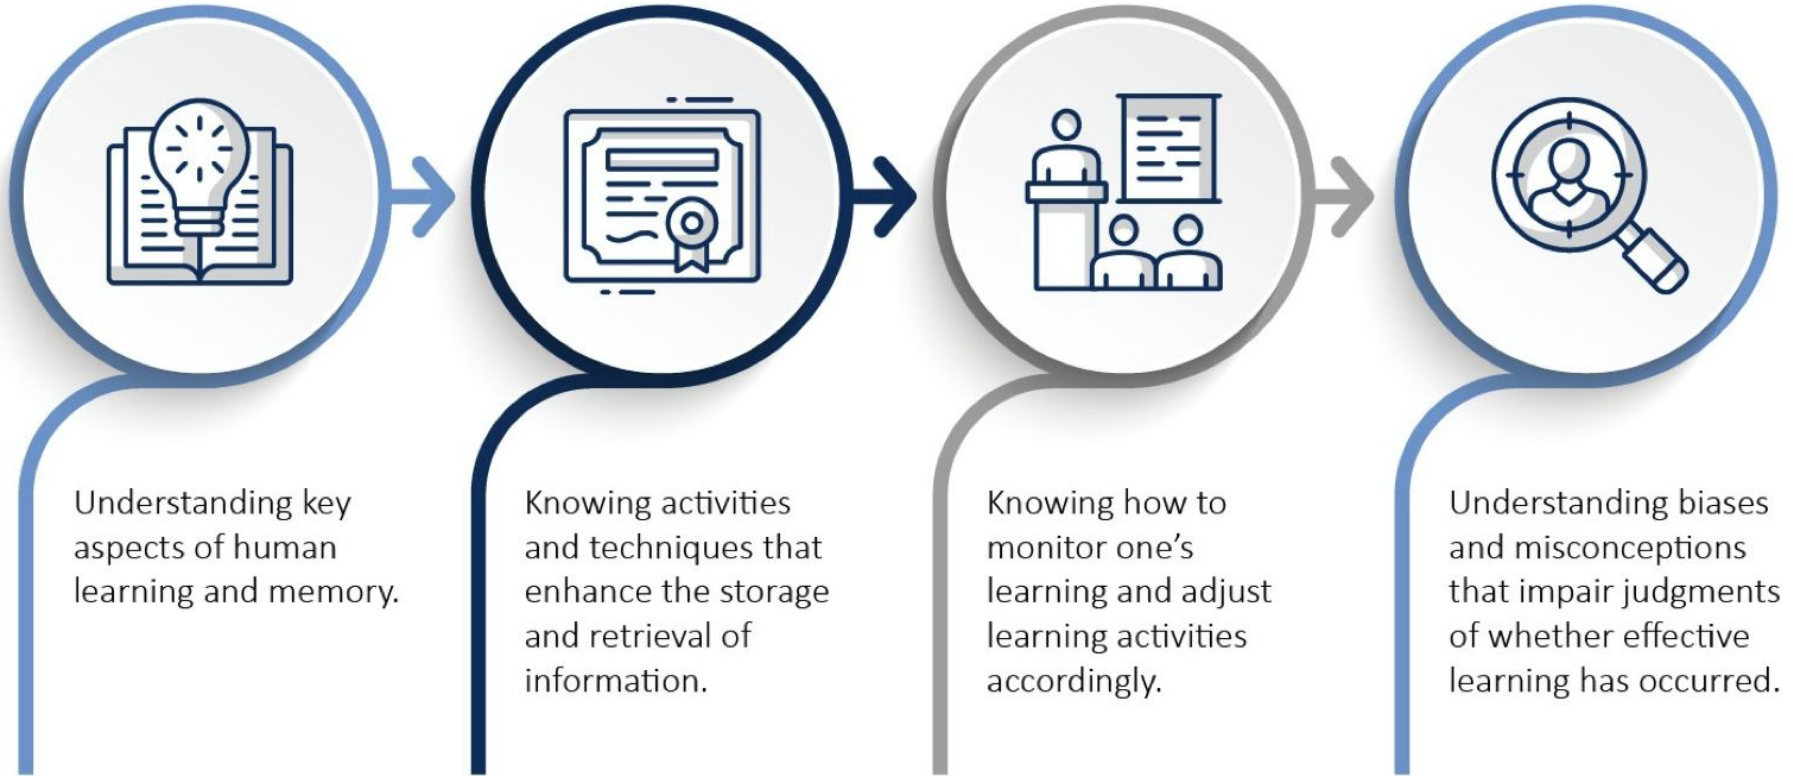 Understanding key
aspects of human
learning and memory.
Knowing activities
and techniques that
enhance the storage
and retrieval of
information.
Knowing how to
monitor one’s
learning and adjust
learning activities
accordingly.
Understanding biases
and misconceptions
that impair judgments
of whether effective
learning has occurred.